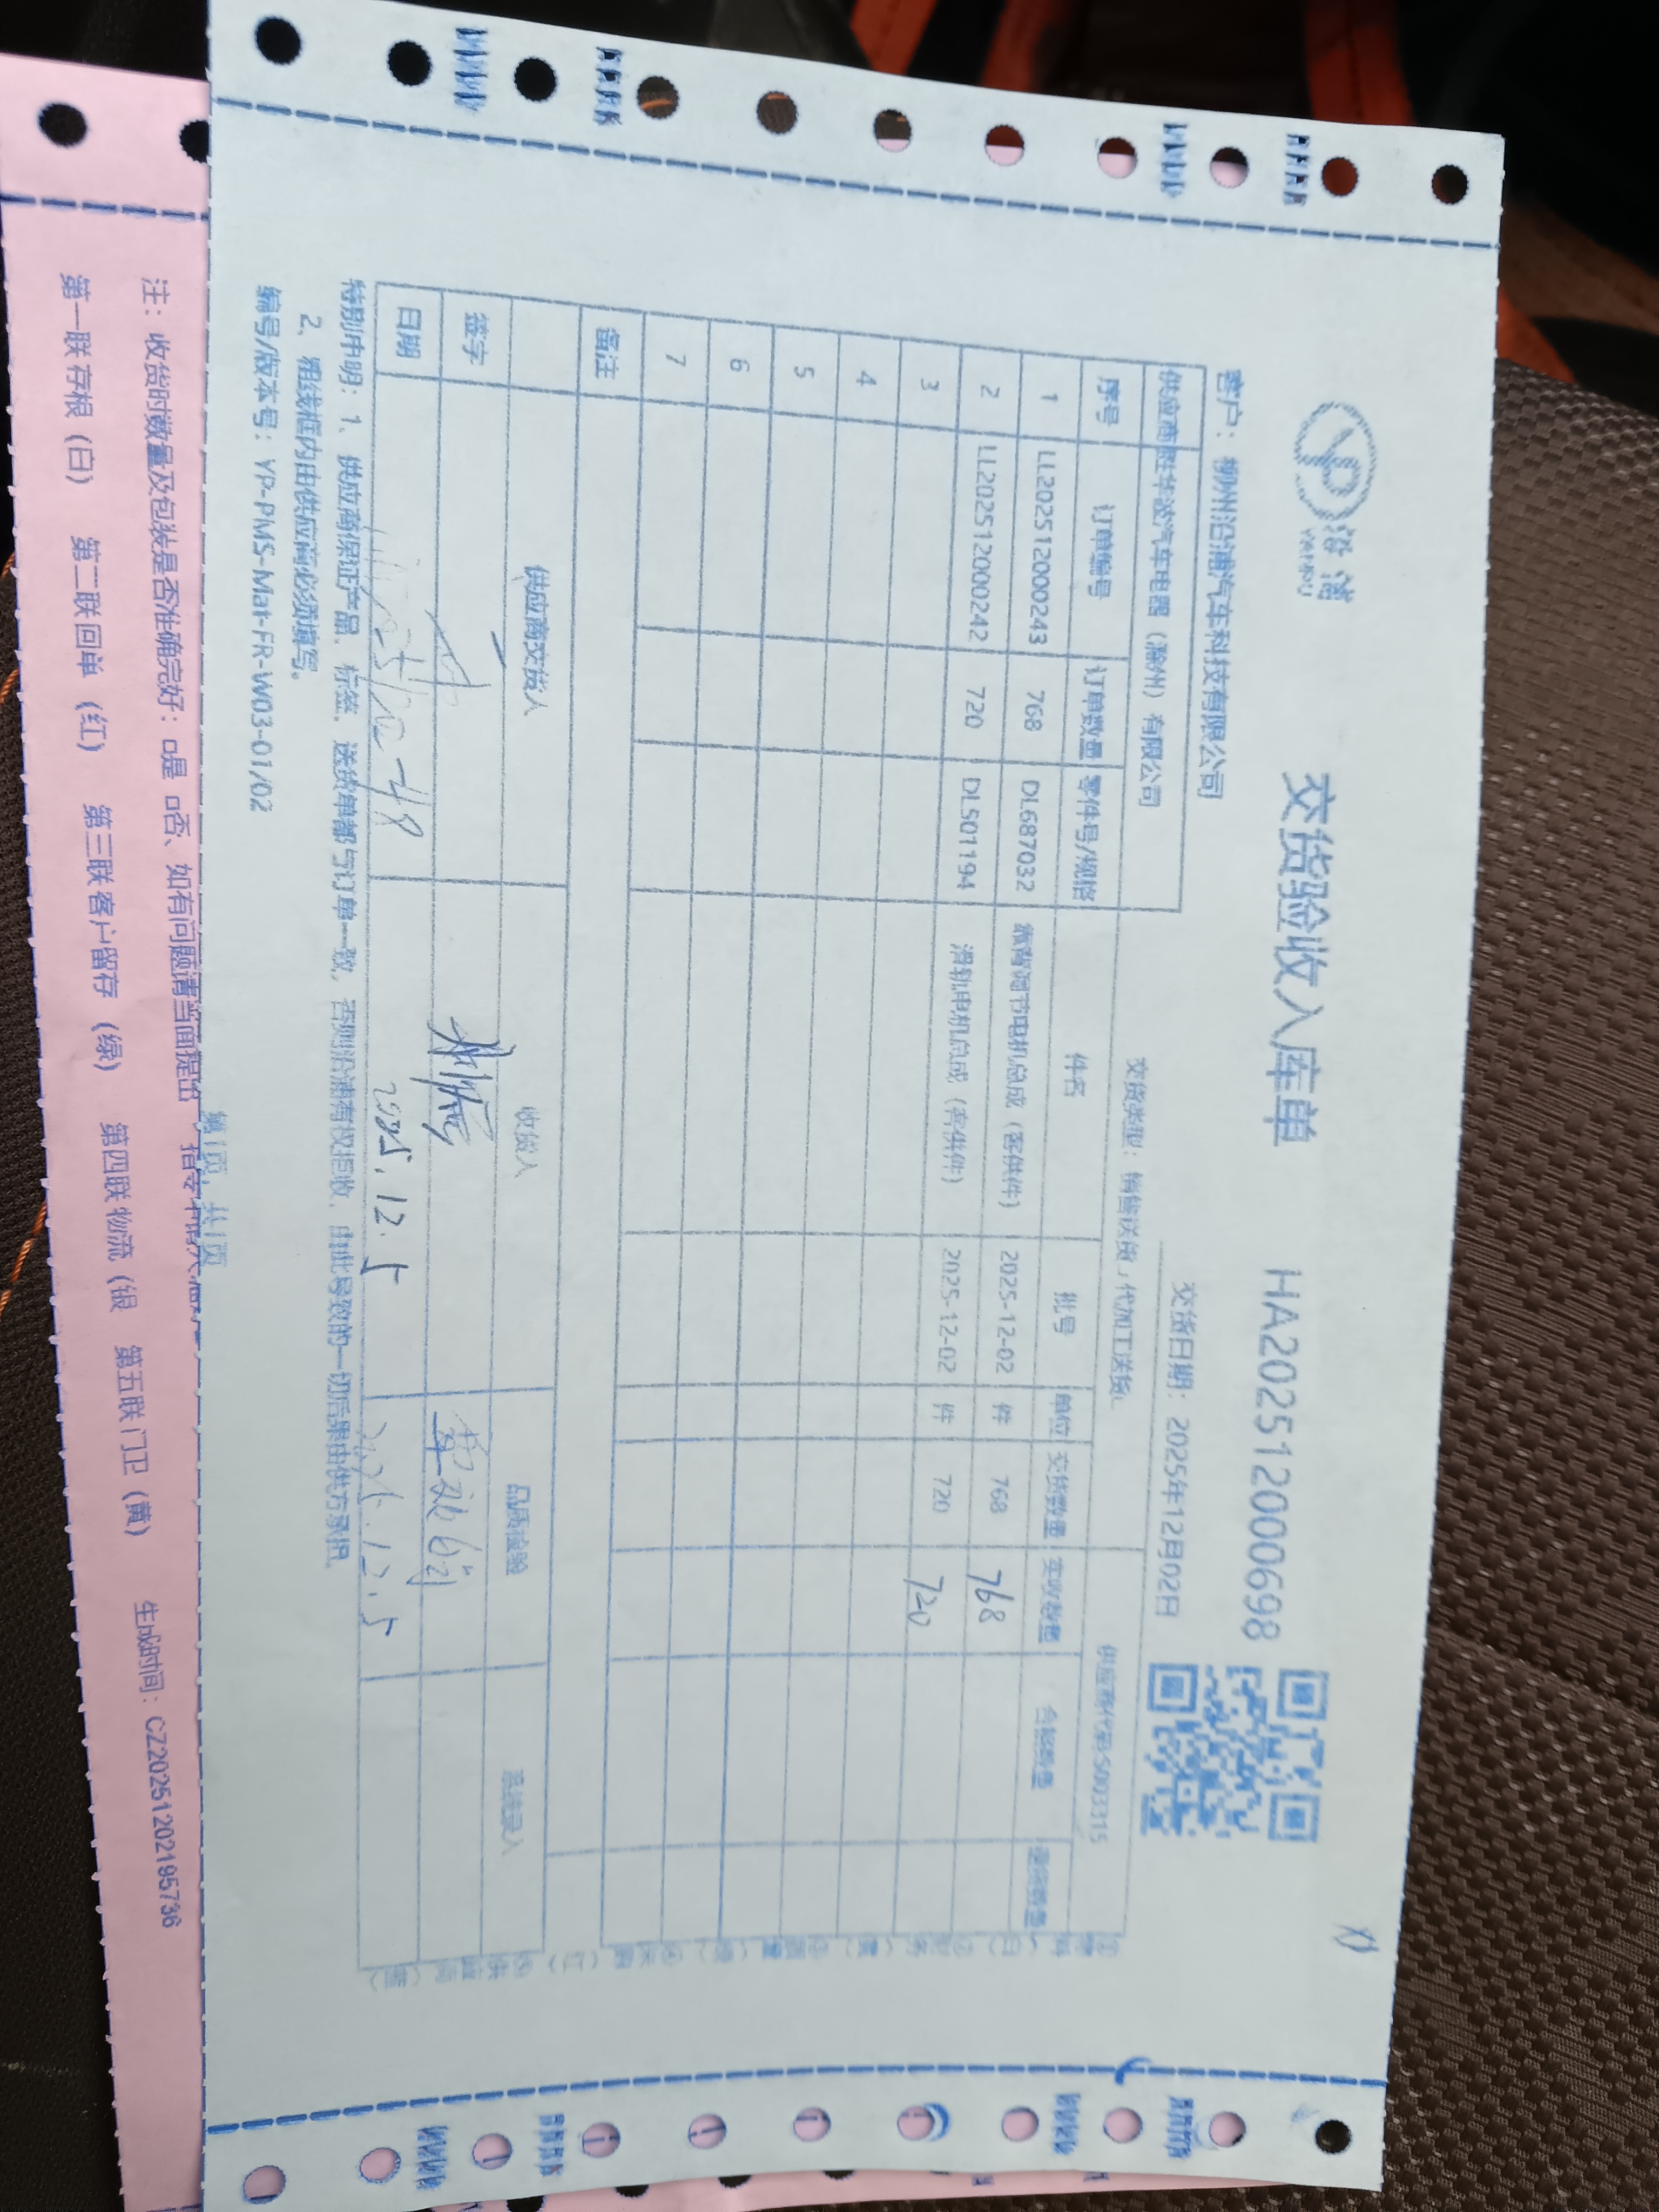 沿浦
YANPU
交货验收入库单
HA202512000698
客户：柳州沿浦汽车科技有限公司
交货日期：2025年12月02日
供应商 胜华波汽车电器（滁州）有限公司
交货类型：销售送货
代加工送货
供应商代码:S003315
序号 订单编号 订单数量 零件号/规格 件名 批号 单位 交货数量 实收数量 合格数量
1 LL202512000243 768 DL687032 靠背调节电机总成（客供件） 2025-12-02 件 768 768
2 LL202512000242 720 DL501194 滑轨电机总成（客供件） 2025-12-02 件 720 720
3
4
5
6
7
备注
供应商交货人 收货人 品质检验 系统录入
签字
日期 2025.12.5 2025.12.5
特别申明：1、供应商保证产品、标签、送货单都与订单一致，否则沿浦有权拒收，由此导致的一切后果由供方承担。
2、粗线框内由供应商必须填写。
编号/版本号：YP-PMS-Mat-FR-W03-01/02
第1页，共1页
注：收货时数量及包装是否准确完好：□是 □否、如有问题请当面提出
第一联存根（白） 第二联回单（红） 第三联客户留存（绿） 第四联物流（银 第五联门卫（黄）
生成时间：CZ20251202195736